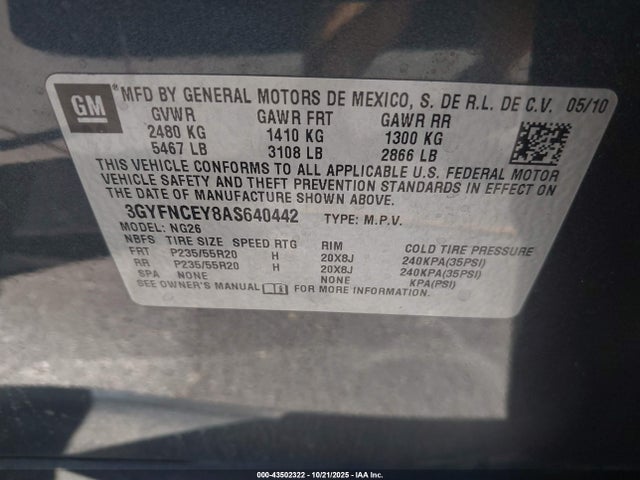 GM ® MFD BY GENERAL MOTORS DE MEXICO, S. DE R.L. DE C.V. 05/10
GVWR GAWR FRT GAWR RR
2480 KG 1410 KG 1300 KG
5467 LB 3108 LB 2866 LB
THIS VEHICLE CONFORMS TO ALL APPLICABLE U.S. FEDERAL MOTOR
VEHICLE SAFETY AND THEFT PREVENTION STANDARDS IN EFFECT ON
THE DATE OF MANUFACTURE SHOWN ABOVE.
3GYFNCEY8AS640442 TYPE: M.P.V.
MODEL: NG26
NBFS TIRE SIZE SPEED RTG RIM COLD TIRE PRESSURE
FRT P235/55R20 H 20X8J 240KPA(35PSI)
RR P235/55R20 H 20X8J 240KPA(35PSI)
SPA NONE NONE KPA(PSI)
SEE OWNER'S MANUAL FOR MORE INFORMATION.
000-43502322 - 10/21/2025 - IAA Inc.